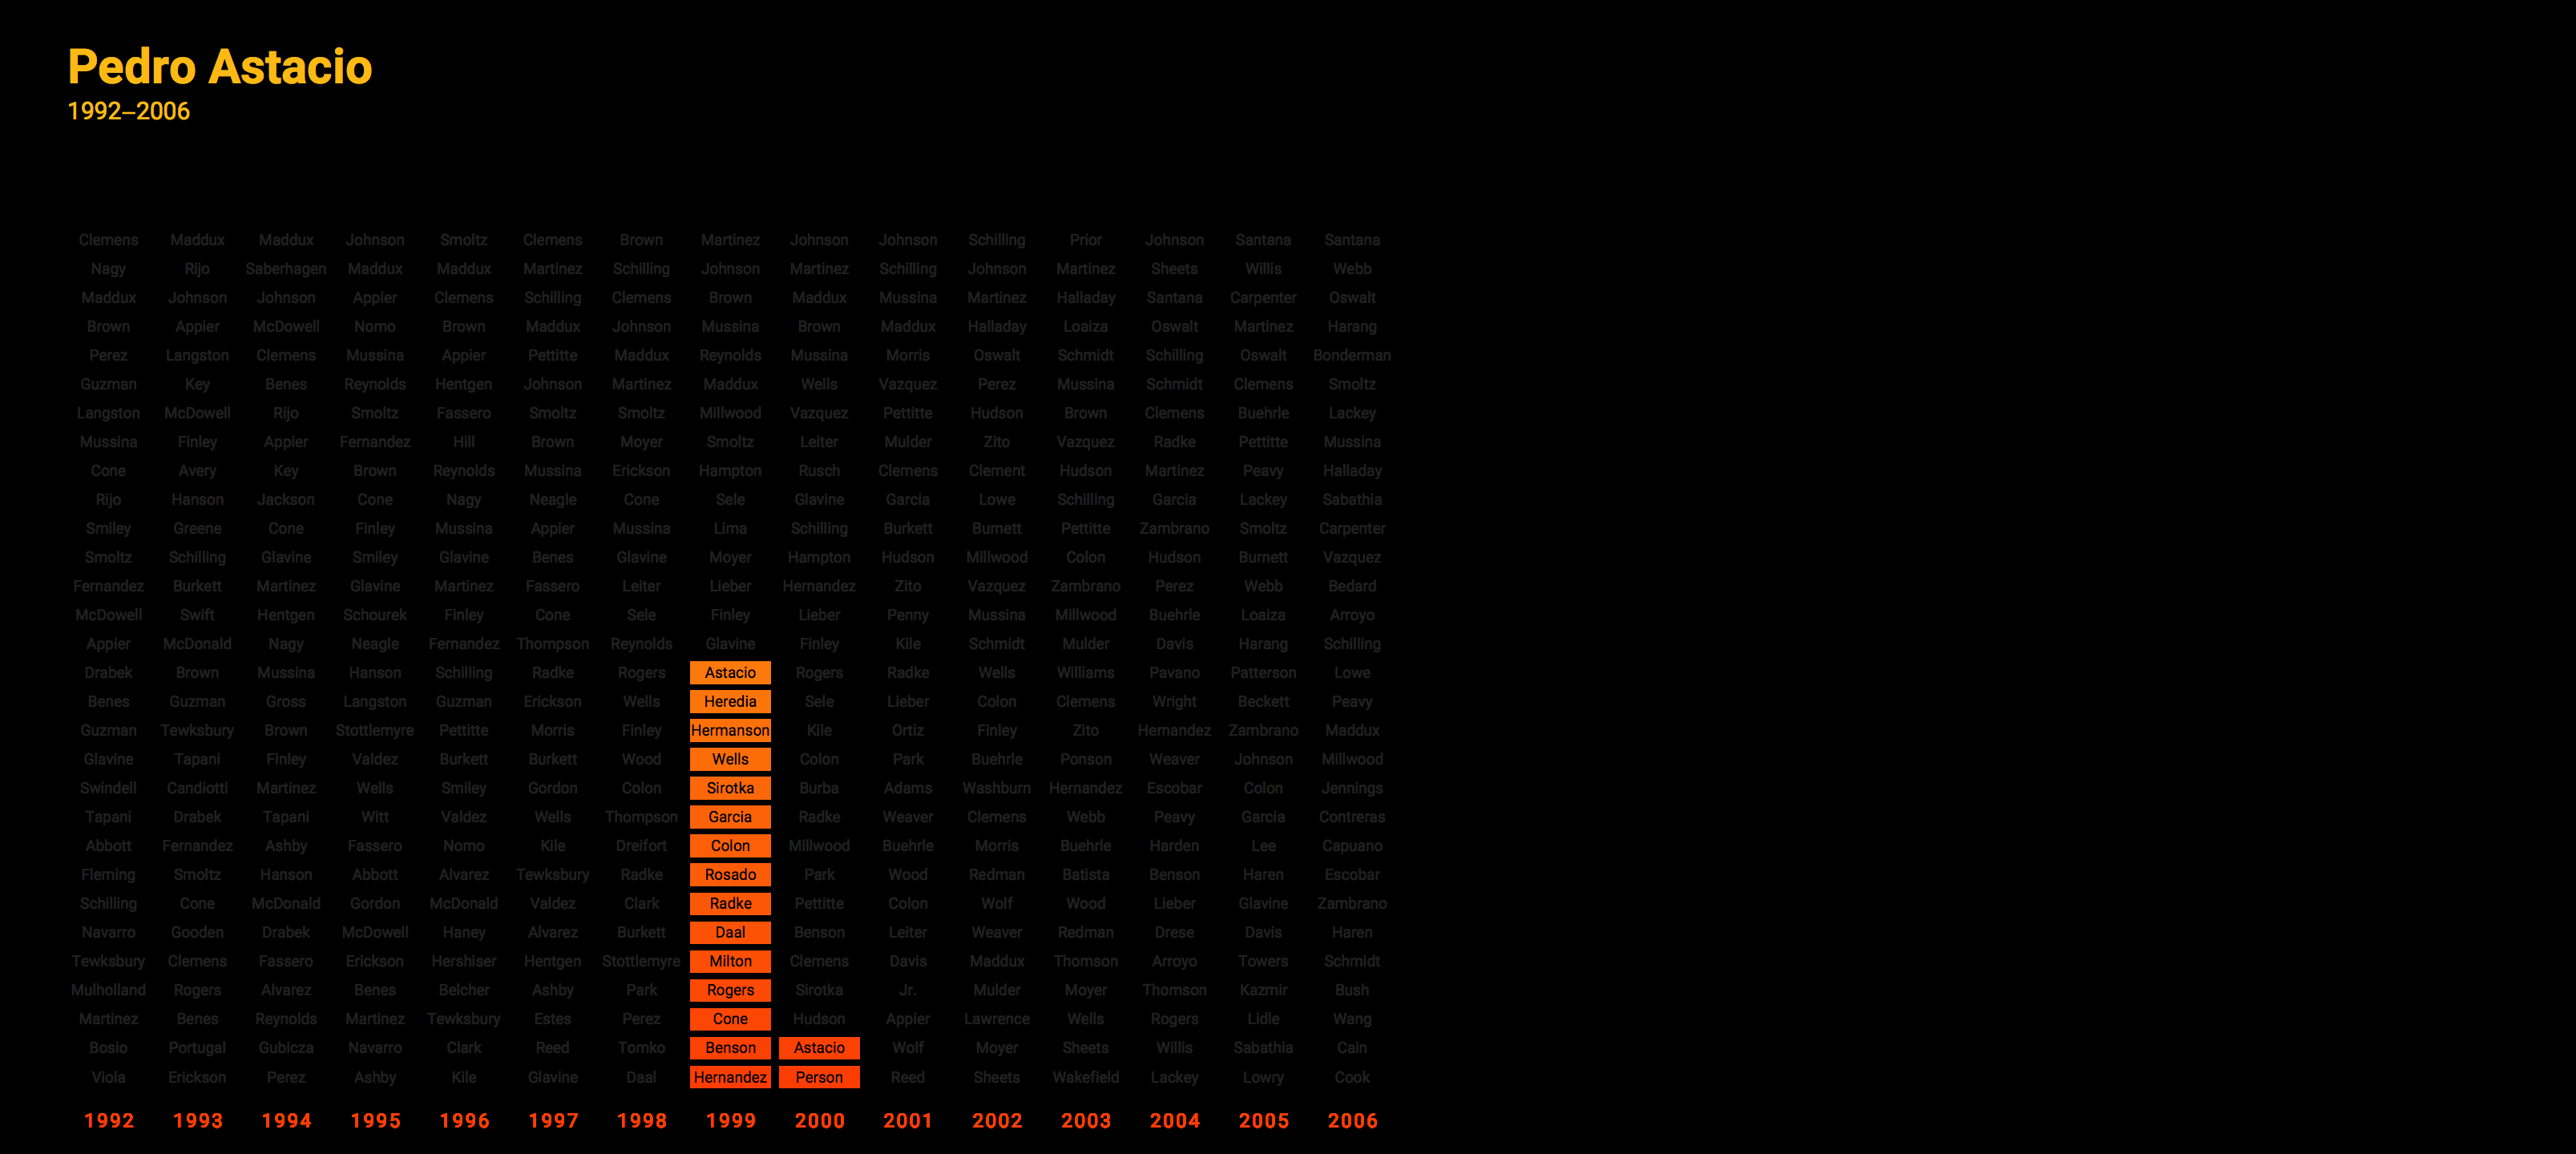 Pedro Astacio
1992–2006
Clemens Maddux Maddux Johnson Smoltz Clemens Brown Martinez Johnson Johnson Schilling Prior Johnson Santana Santana
Nagy Rijo Saberhagen Maddux Maddux Martinez Schilling Johnson Martinez Schilling Johnson Martinez Sheets Willis Webb
Maddux Johnson Johnson Appier Clemens Schilling Clemens Brown Maddux Mussina Martinez Halladay Santana Carpenter Oswalt
Brown Appier McDowell Nomo Brown Maddux Johnson Mussina Brown Maddux Halladay Loaiza Oswalt Martinez Harang
Perez Langston Clemens Mussina Appier Pettitte Maddux Reynolds Mussina Morris Oswalt Schmidt Schilling Oswalt Bonderman
Guzman Key Benes Reynolds Hentgen Johnson Martinez Maddux Wells Vazquez Perez Mussina Schmidt Clemens Smoltz
Langston McDowell Rijo Smoltz Fassero Smoltz Smoltz Millwood Vazquez Pettitte Hudson Brown Clemens Buehrle Lackey
Mussina Finley Appier Fernandez Hill Brown Moyer Smoltz Leiter Mulder Zito Vazquez Radke Pettitte Mussina
Cone Avery Key Brown Reynolds Mussina Erickson Hampton Rusch Clemens Clement Hudson Martinez Peavy Halladay
Rijo Hanson Jackson Cone Nagy Neagle Cone Sele Glavine Garcia Lowe Schilling Garcia Lackey Sabathia
Smiley Greene Cone Finley Mussina Appier Mussina Lima Schilling Burkett Burnett Pettitte Zambrano Smoltz Carpenter
Smoltz Schilling Glavine Smiley Glavine Benes Glavine Moyer Hampton Hudson Millwood Colon Hudson Burnett Vazquez
Fernandez Burkett Martinez Glavine Martinez Fassero Leiter Lieber Hernandez Zito Vazquez Zambrano Perez Webb Bedard
McDowell Swift Hentgen Schourek Finley Cone Sele Finley Lieber Penny Mussina Millwood Buehrle Loaiza Arroyo
Appier McDonald Nagy Neagle Fernandez Thompson Reynolds Glavine Finley Kile Schmidt Mulder Davis Harang Schilling
Drabek Brown Mussina Hanson Schilling Radke Rogers Astacio Rogers Radke Wells Williams Pavano Patterson Lowe
Benes Guzman Gross Langston Guzman Erickson Wells Heredia Sele Lieber Colon Clemens Wright Beckett Peavy
Guzman Tewksbury Brown Stottlemyre Pettitte Morris Finley Hermanson Kile Ortiz Finley Zito Hernandez Zambrano Maddux
Glavine Tapani Finley Valdez Burkett Burkett Wood Wells Colon Park Buehrle Ponson Weaver Johnson Millwood
Swindell Candiotti Martinez Wells Smiley Gordon Colon Sirotka Burba Adams Washburn Hernandez Escobar Colon Jennings
Tapani Drabek Tapani Witt Valdez Wells Thompson Garcia Radke Weaver Clemens Webb Peavy Garcia Contreras
Abbott Fernandez Ashby Fassero Nomo Kile Dreifort Colon Millwood Buehrle Morris Buehrle Harden Lee Capuano
Fleming Smoltz Hanson Abbott Alvarez Tewksbury Radke Rosado Park Wood Redman Batista Benson Haren Escobar
Schilling Cone McDonald Gordon McDonald Valdez Clark Radke Pettitte Colon Wolf Wood Lieber Glavine Zambrano
Navarro Gooden Drabek McDowell Haney Alvarez Burkett Daal Benson Leiter Weaver Redman Drese Davis Haren
Tewksbury Clemens Fassero Erickson Hershiser Hentgen Stottlemyre Milton Clemens Davis Maddux Thomson Arroyo Towers Schmidt
Mulholland Rogers Alvarez Benes Belcher Ashby Park Rogers Sirotka Jr. Mulder Moyer Thomson Kazmir Bush
Martinez Benes Reynolds Martinez Tewksbury Estes Perez Cone Hudson Appier Lawrence Wells Rogers Lidle Wang
Bosio Portugal Gubicza Navarro Clark Reed Tomko Benson Astacio Wolf Moyer Sheets Willis Sabathia Cain
Viola Erickson Perez Ashby Kile Glavine Daal Hernandez Person Reed Sheets Wakefield Lackey Lowry Cook
1992 1993 1994 1995 1996 1997 1998 1999 2000 2001 2002 2003 2004 2005 2006